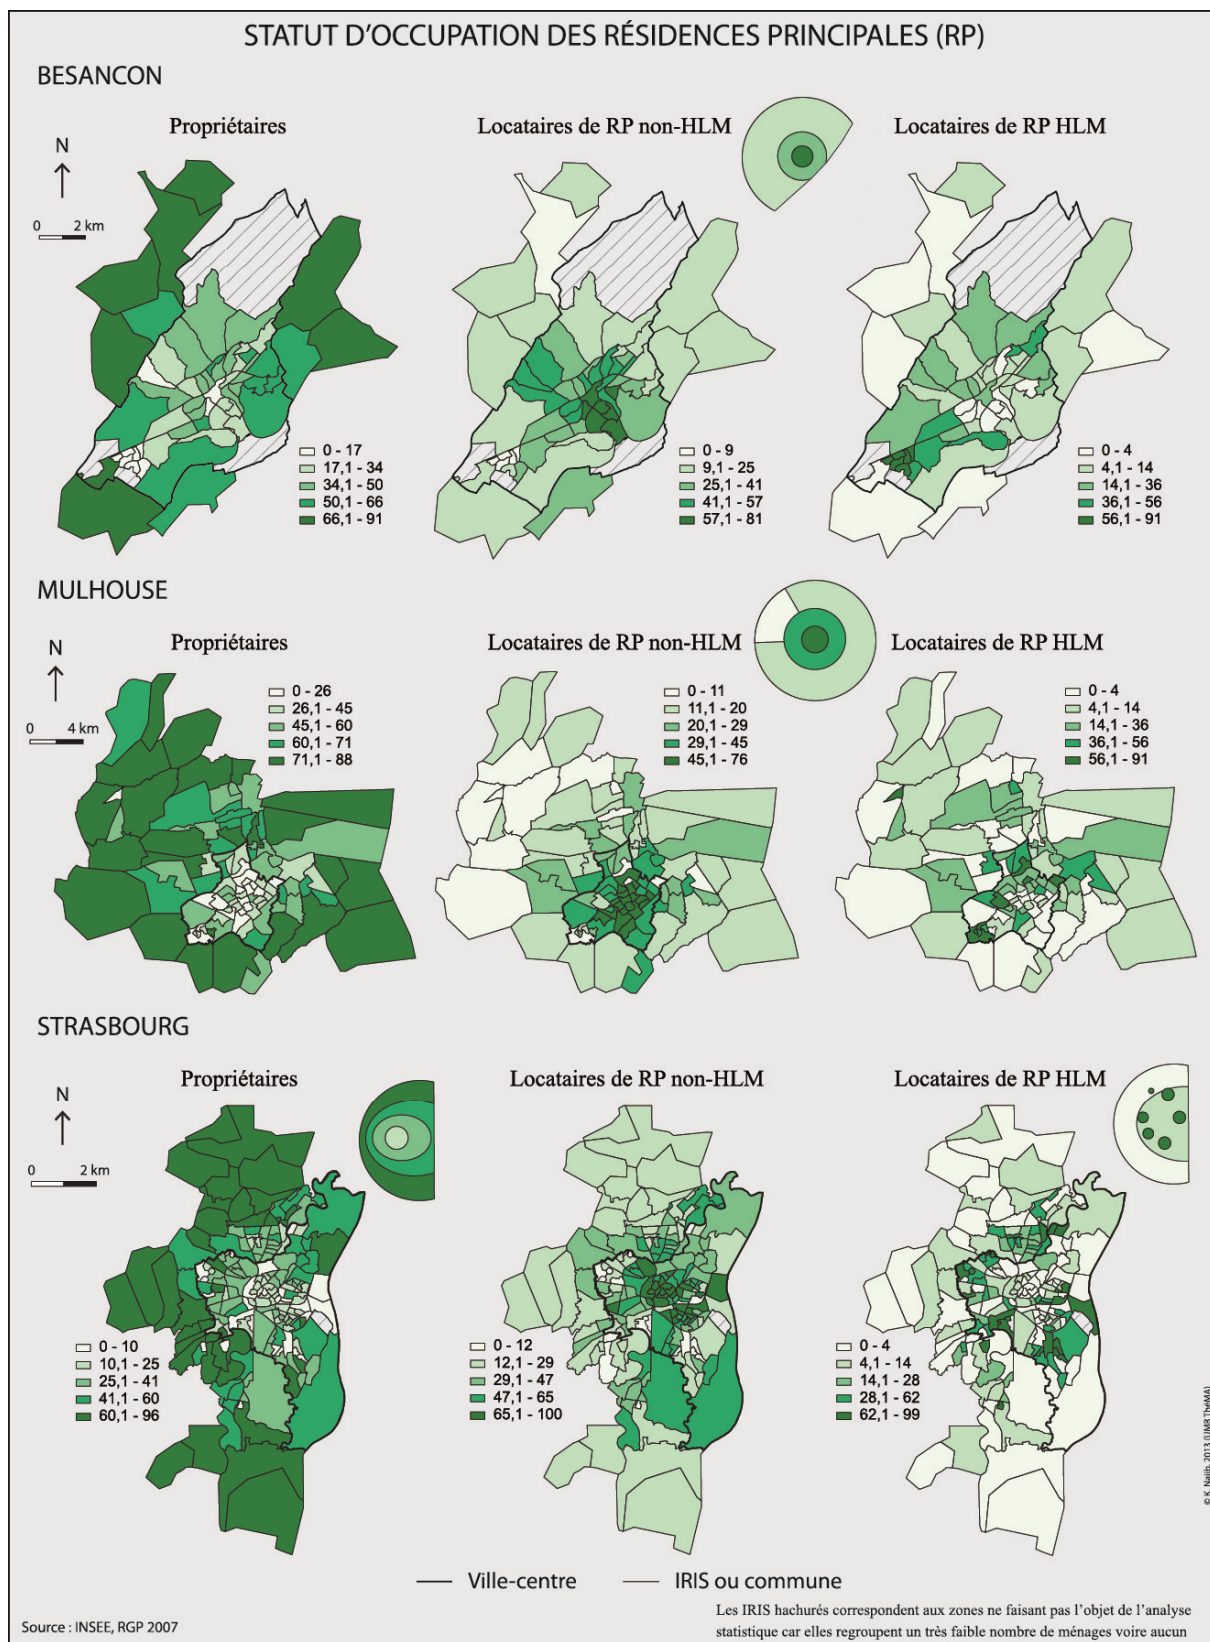 STATUT D'OCCUPATION DES RÉSIDENCES PRINCIPALES (RP)
BESANCON
Propriétaires
Locataires de RP non-HLM
Locataires de RP HLM
N
0 2 km
0 - 17
17,1 - 34
34,1 - 50
50,1 - 66
66,1 - 91
0 - 9
9,1 - 25
25,1 - 41
41,1 - 57
57,1 - 81
0 - 4
4,1 - 14
14,1 - 36
36,1 - 56
56,1 - 91
MULHOUSE
Propriétaires
Locataires de RP non-HLM
Locataires de RP HLM
N
0 4 km
0 - 26
26,1 - 45
45,1 - 60
60,1 - 71
71,1 - 88
0 - 11
11,1 - 20
20,1 - 29
29,1 - 45
45,1 - 76
0 - 4
4,1 - 14
14,1 - 36
36,1 - 56
56,1 - 91
STRASBOURG
Propriétaires
Locataires de RP non-HLM
Locataires de RP HLM
N
0 2 km
0 - 10
10,1 - 25
25,1 - 41
41,1 - 60
60,1 - 96
0 - 12
12,1 - 29
29,1 - 47
47,1 - 65
65,1 - 100
0 - 4
4,1 - 14
14,1 - 28
28,1 - 62
62,1 - 99
© K. Najib, 2013 (UMR ThéMA)
Ville-centre
IRIS ou commune
Source : INSEE, RGP 2007
Les IRIS hachurés correspondent aux zones ne faisant pas l'objet de l'analyse
statistique car elles regroupent un très faible nombre de ménages voire aucun